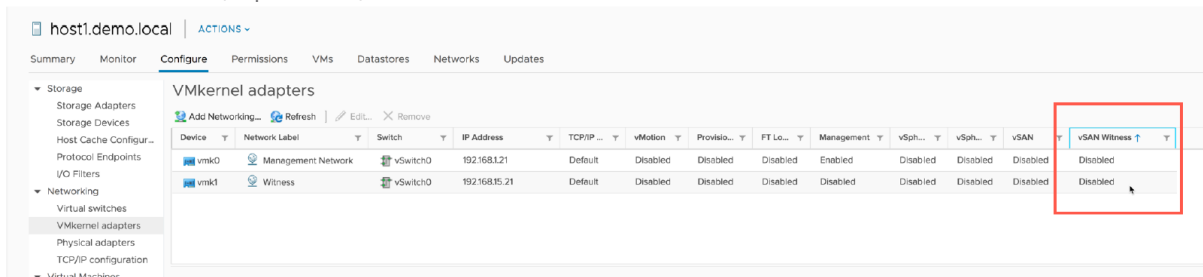 host1.demo.local ACTIONS
Summary Monitor Configure Permissions VMs Datastores Networks Updates
Storage
Storage Adapters
Storage Devices
Host Cache Configur...
Protocol Endpoints
I/O Filters
Networking
Virtual switches
VMkernel adapters
Physical adapters
TCP/IP configuration
Virtual Machines
VMkernel adapters
Add Networking... Refresh Edit... Remove
Device Network Label Switch IP Address TCP/IP ... vMotion Provisio... FT Lo... Management vSph... vSph... vSAN vSAN Witness ↑
vmk0 Management Network vSwitch0 192.168.1.21 Default Disabled Disabled Disabled Enabled Disabled Disabled Disabled Disabled
vmk1 Witness vSwitch0 192.168.15.21 Default Disabled Disabled Disabled Disabled Disabled Disabled Disabled Disabled